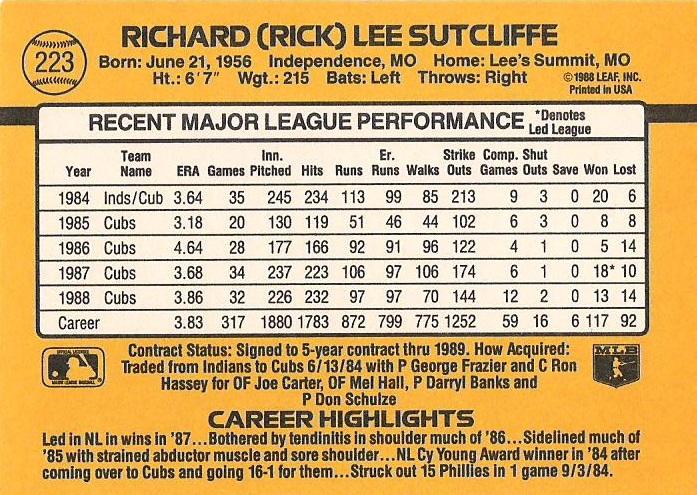 223
RICHARD (RICK) LEE SUTCLIFFE
Born: June 21, 1956 Independence, MO Home: Lee's Summit, MO
Ht.: 6'7" Wgt.: 215 Bats: Left Throws: Right
©1988 LEAF, INC.
Printed in USA
RECENT MAJOR LEAGUE PERFORMANCE *Denotes Led League
Year Team Name ERA Games Inn. Pitched Hits Runs Er. Runs Walks Strike Outs Comp. Games Shut Outs Save Won Lost
1984 Inds/Cub 3.64 35 245 234 113 99 85 213 9 3 0 20 6
1985 Cubs 3.18 20 130 119 51 46 44 102 6 3 0 8 8
1986 Cubs 4.64 28 177 166 92 91 96 122 4 1 0 5 14
1987 Cubs 3.68 34 237 223 106 97 106 174 6 1 0 18* 10
1988 Cubs 3.86 32 226 232 97 97 70 144 12 2 0 13 14
Career 3.83 317 1880 1783 872 799 775 1252 59 16 6 117 92
OFFICIAL LICENSEE
MAJOR LEAGUE BASEBALL
Contract Status: Signed to 5-year contract thru 1989. How Acquired:
Traded from Indians to Cubs 6/13/84 with P George Frazier and C Ron
Hassey for OF Joe Carter, OF Mel Hall, P Darryl Banks and
P Don Schulze
MLB
CAREER HIGHLIGHTS
Led in NL in wins in '87...Bothered by tendinitis in shoulder much of '86...Sidelined much of
'85 with strained abductor muscle and sore shoulder...NL Cy Young Award winner in '84 after
coming over to Cubs and going 16-1 for them...Struck out 15 Phillies in 1 game 9/3/84.